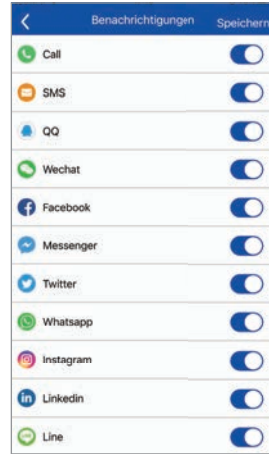 Benachrichtigungen Speichern
Call
SMS
QQ
Wechat
Facebook
Messenger
Twitter
Whatsapp
Instagram
Linkedin
Line